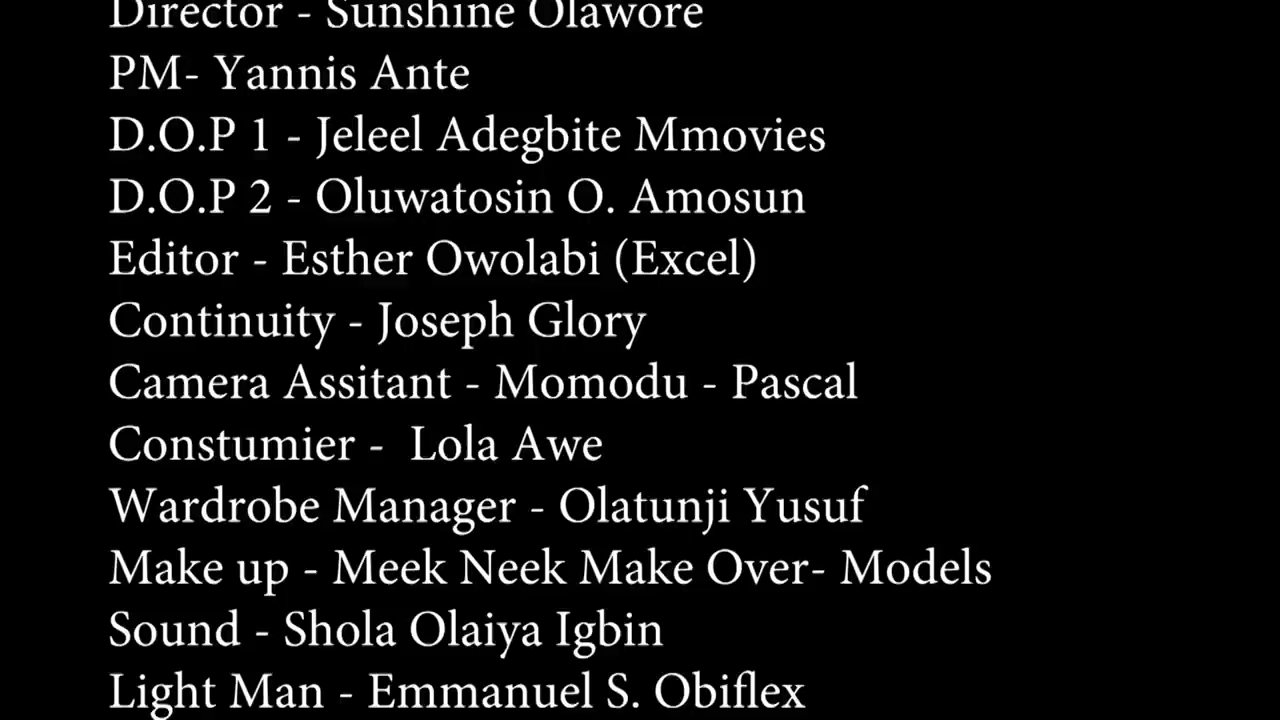 Director - Sunshine Olawore
PM- Yannis Ante
D.O.P 1 - Jeleel Adegbite Mmovies
D.O.P 2 - Oluwatosin O. Amosun
Editor - Esther Owolabi (Excel)
Continuity - Joseph Glory
Camera Assitant - Momodu - Pascal
Constumier -  Lola Awe
Wardrobe Manager - Olatunji Yusuf
Make up - Meek Neek Make Over- Models
Sound - Shola Olaiya Igbin
Light Man - Emmanuel S. Obiflex